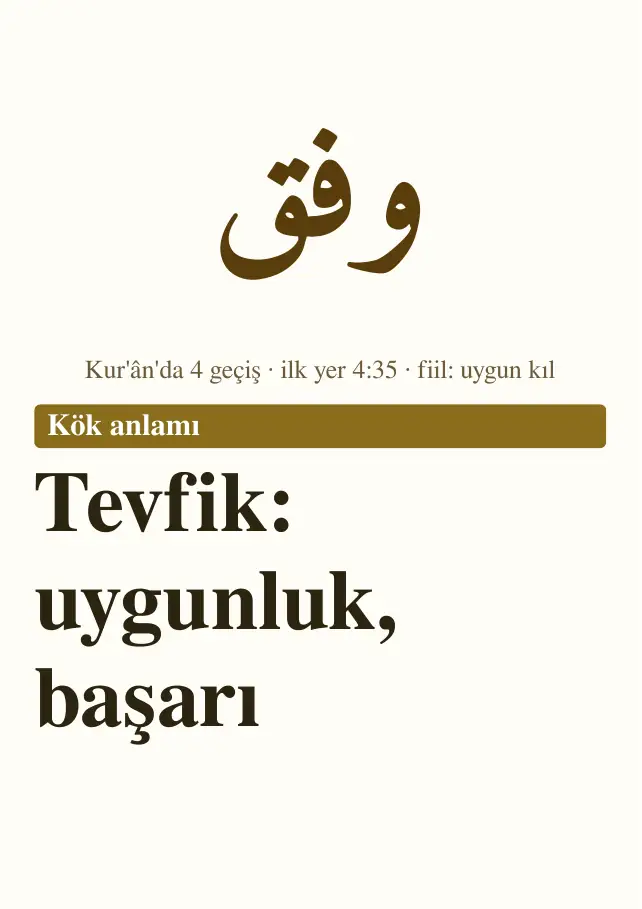 وفق
Kur'ân'da 4 geçiş · ilk yer 4:35 · fiil: uygun kıl
Kök anlamı
Tevfik:
uygunluk,
başarı